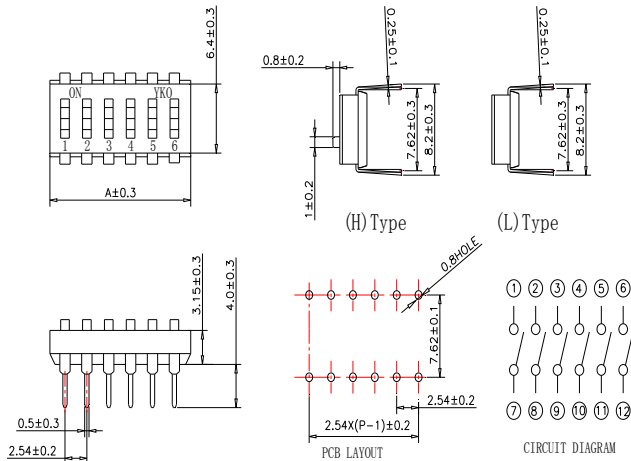 6.4±0.3
ON YKO
1 2 3 4 5 6
A±0.3
0.8±0.2
0.25±0.1
7.62±0.3
8.2±0.3
1±0.2
(H)Type
0.25±0.1
7.62±0.3
8.2±0.3
(L)Type
3.15±0.3
4.0±0.3
0.5±0.3
2.54±0.2
0.8HOLE
7.62±0.1
2.54±0.2
2.54X(P-1)±0.2
PCB LAYOUT
1 2 3 4 5 6
7 8 9 10 11 12
CIRCUIT DIAGRAM